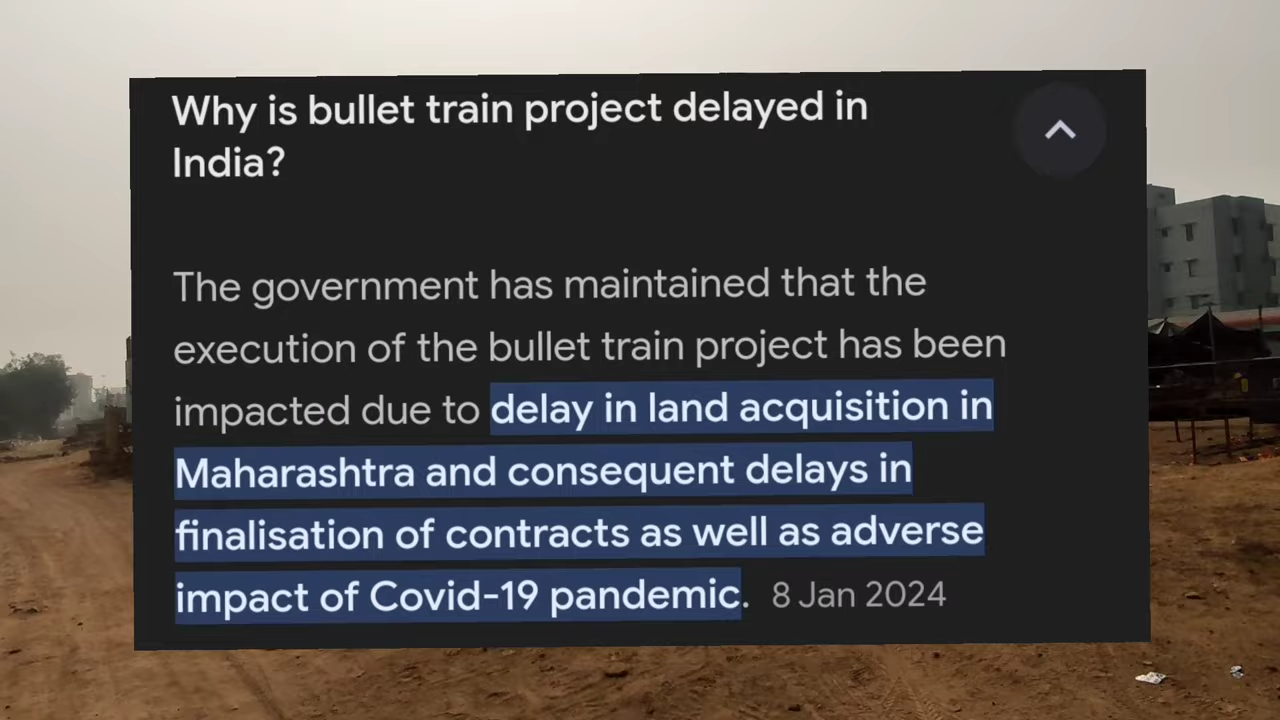 Why is bullet train project delayed in
India?
The government has maintained that the
execution of the bullet train project has been
impacted due to delay in land acquisition in
Maharashtra and consequent delays in
finalisation of contracts as well as adverse
impact of Covid-19 pandemic. 8 Jan 2024